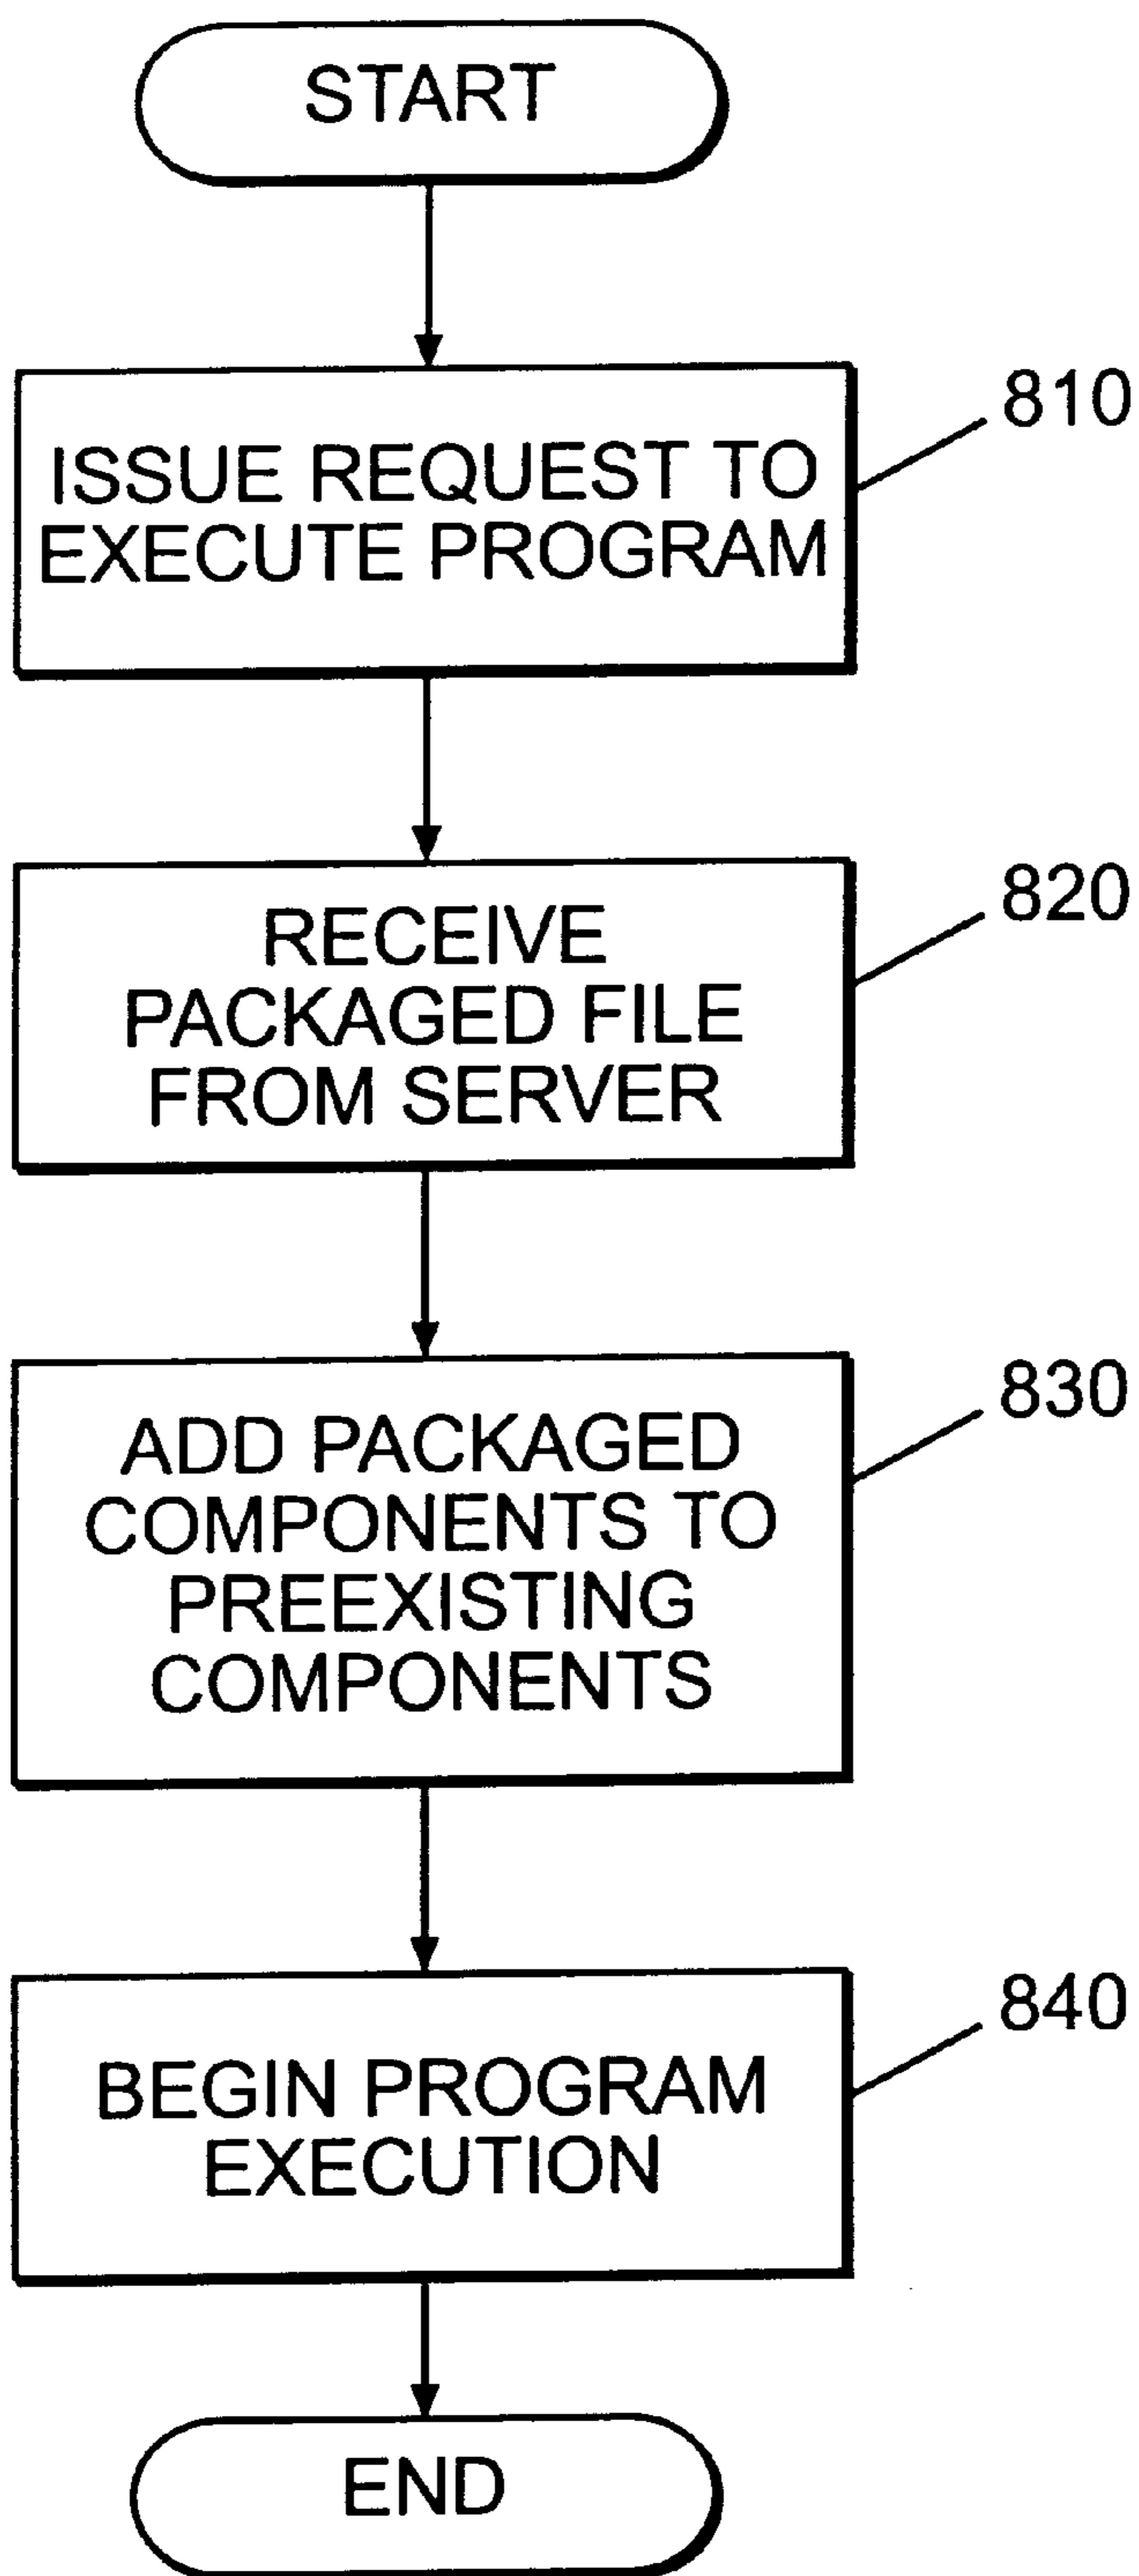 START
810
ISSUE REQUEST TO
EXECUTE PROGRAM
820
RECEIVE
PACKAGED FILE
FROM SERVER
830
ADD PACKAGED
COMPONENTS TO
PREEXISTING
COMPONENTS
840
BEGIN PROGRAM
EXECUTION
END